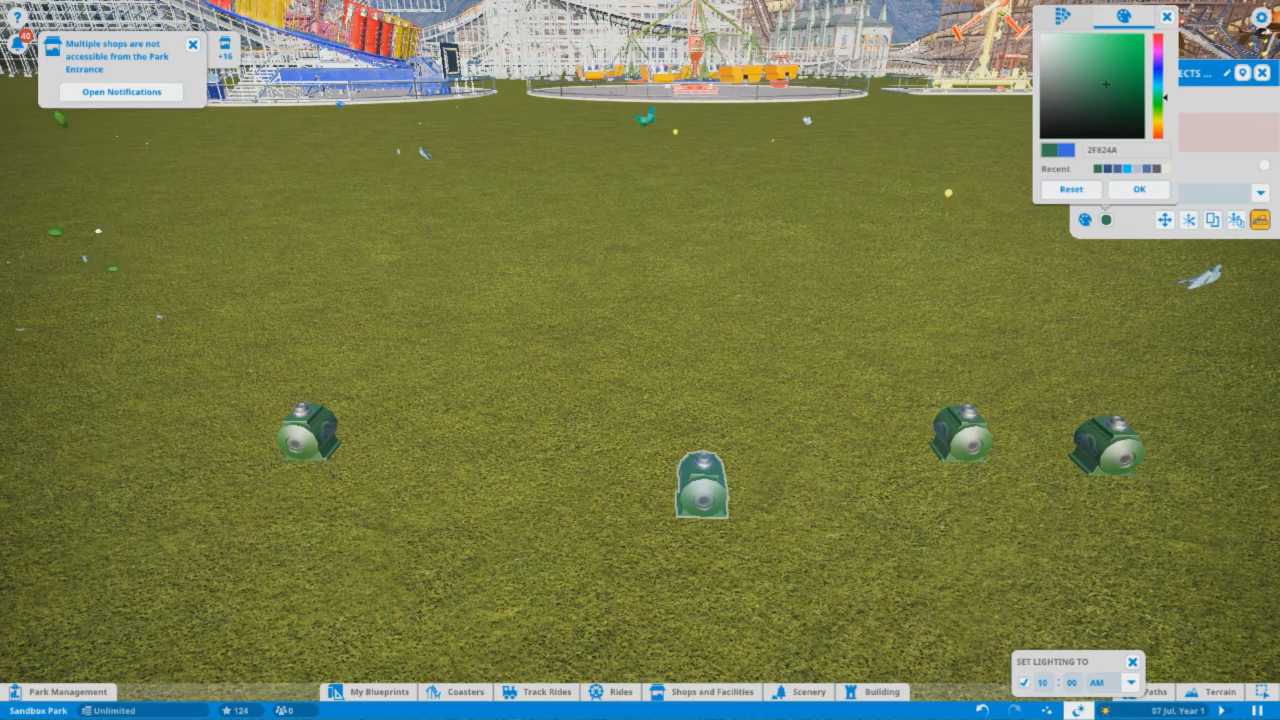 ?
40
Multiple shops are not
accessible from the Park
Entrance
+16
Open Notifications
ECTS ...
2F824A
Recent
Reset
OK
SET LIGHTING TO
10 : 00 AM
Park Management
My Blueprints
Coasters
Track Rides
Rides
Shops and Facilities
Scenery
Building
Paths
Terrain
Sandbox Park
Unlimited
124
0
07 Jul, Year 1